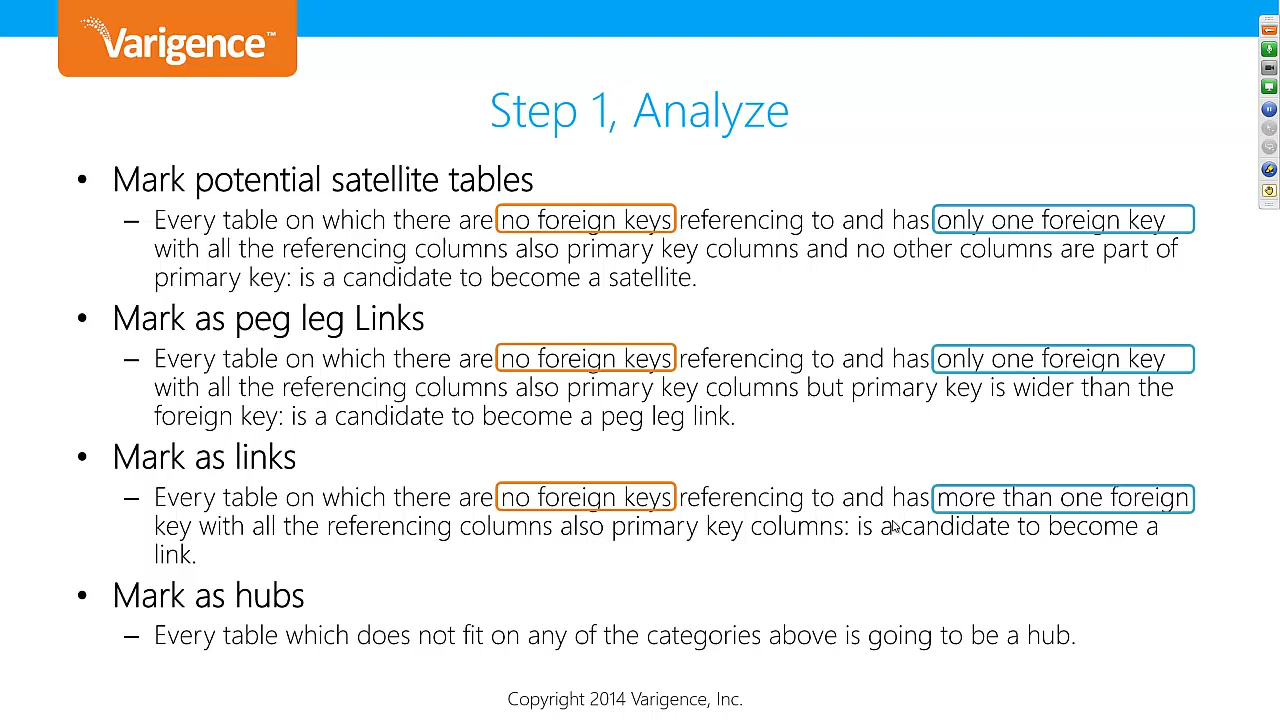 Varigence™
Step 1, Analyze
• Mark potential satellite tables
– Every table on which there are no foreign keys referencing to and has only one foreign key
with all the referencing columns also primary key columns and no other columns are part of
primary key: is a candidate to become a satellite.
• Mark as peg leg Links
– Every table on which there are no foreign keys referencing to and has only one foreign key
with all the referencing columns also primary key columns but primary key is wider than the
foreign key: is a candidate to become a peg leg link.
• Mark as links
– Every table on which there are no foreign keys referencing to and has more than one foreign
key with all the referencing columns also primary key columns: is a candidate to become a
link.
• Mark as hubs
– Every table which does not fit on any of the categories above is going to be a hub.
Copyright 2014 Varigence, Inc.